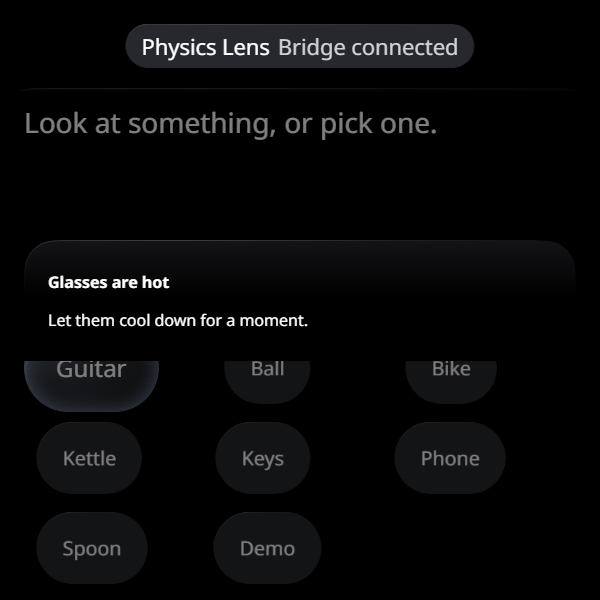 Physics Lens Bridge connected
Look at something, or pick one.
Glasses are hot
Let them cool down for a moment.
Guitar Ball Bike
Kettle Keys Phone
Spoon Demo